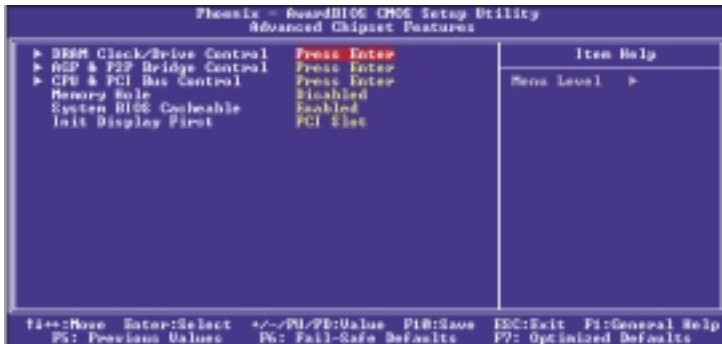 Phoenix - AwardBIOS CMOS Setup Utility
Advanced Chipset Features
► DRAM Clock/Drive Control Press Enter
► AGP & P2P Bridge Control Press Enter
► CPU & PCI Bus Control Press Enter
Memory Hole Disabled
System BIOS Cacheable Enabled
Init Display First PCI Slot
Item Help
Menu Level ►
↑↓←→:Move Enter:Select +/-/PU/PD:Value F10:Save ESC:Exit F1:General Help
F5: Previous Values F6: Fail-Safe Defaults F7: Optimized Defaults